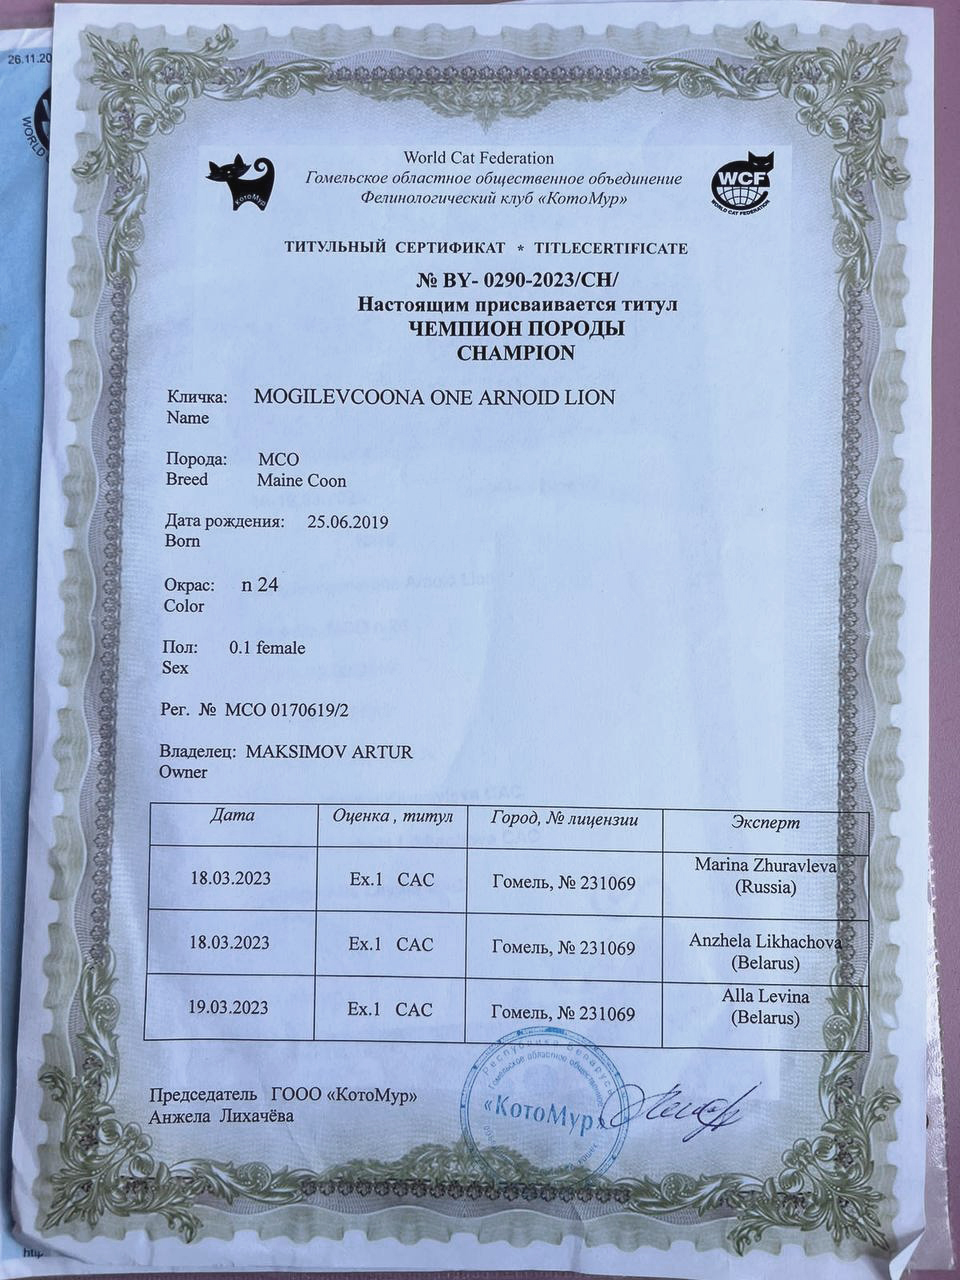 26.11.20
World Cat Federation
Гомельское областное общественное объединение
Фелинологический клуб «КотоМур»
КотоМур
WCF
WORLD CAT FEDERATION
ТИТУЛЬНЫЙ СЕРТИФИКАТ * TITLECERTIFICATE
№ BY- 0290-2023/CH/
Настоящим присваивается титул
ЧЕМПИОН ПОРОДЫ
CHAMPION
Кличка: MOGILEVCOONA ONE ARNOID LION
Name
Порода: MCO
Breed Maine Coon
Дата рождения: 25.06.2019
Born
Окрас: n 24
Color
Пол: 0.1 female
Sex
Рег. № MCO 0170619/2
Владелец: MAKSIMOV ARTUR
Owner
Дата Оценка , титул Город, № лицензии Эксперт
18.03.2023 Ex.1 CAC Гомель, № 231069 Marina Zhuravleva (Russia)
18.03.2023 Ex.1 CAC Гомель, № 231069 Anzhela Likhachova (Belarus)
19.03.2023 Ex.1 CAC Гомель, № 231069 Alla Levina (Belarus)
Председатель ГООО «КотоМур»
Анжела Лихачёва
Республика Беларусь
Гомельское областное общественное
«КотоМур»
http